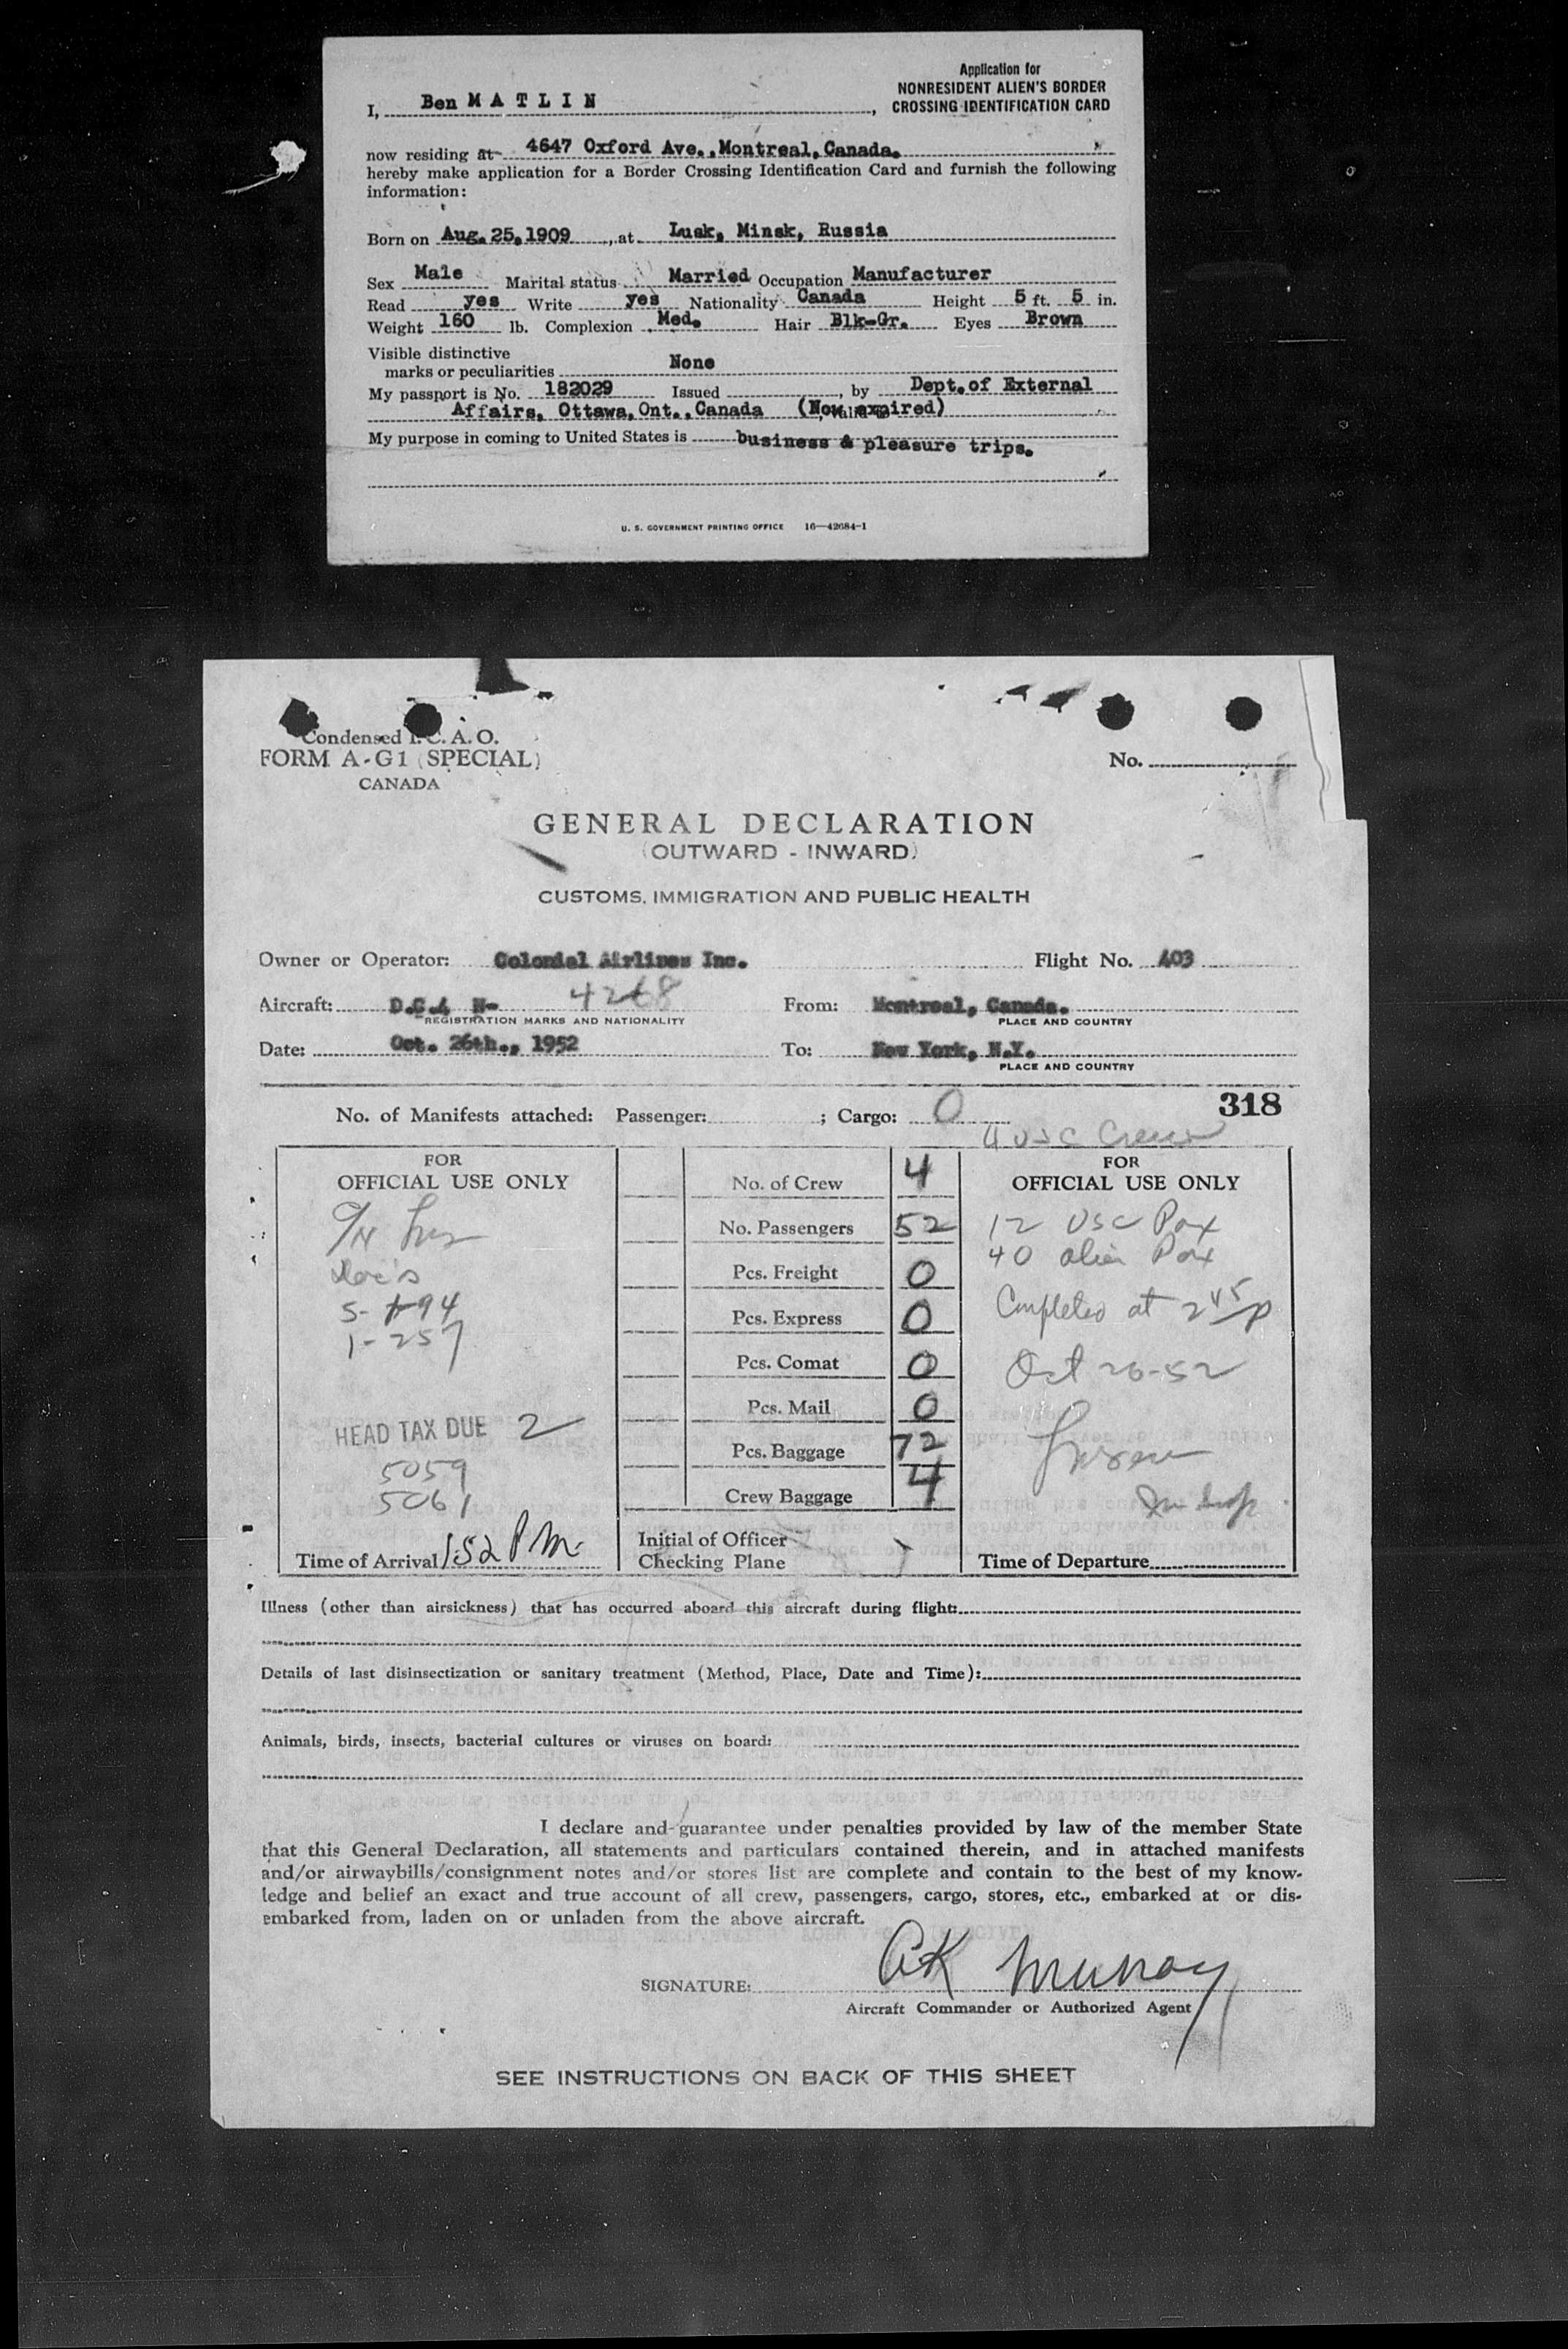 Application for
NONRESIDENT ALIEN'S BORDER
CROSSING IDENTIFICATION CARD
I, Ben MATLIN,
now residing at 4647 Oxford Ave., Montreal, Canada.
hereby make application for a Border Crossing Identification Card and furnish the following
information:
Born on Aug. 25, 1909, at Lusk, Minsk, Russia
Sex Male Marital status Married Occupation Manufacturer
Read yes Write yes Nationality Canada Height 5 ft. 5 in.
Weight 160 lb. Complexion Med. Hair Blk-Gr. Eyes Brown
Visible distinctive
marks or peculiarities None
My passport is No. 182029 Issued , by Dept. of External
Affairs, Ottawa, Ont., Canada (Now expired)
My purpose in coming to United States is business & pleasure trips.
U. S. GOVERNMENT PRINTING OFFICE 16—42684-1
Condensed I. C. A. O.
FORM A-G1 (SPECIAL)
CANADA
No.
GENERAL DECLARATION
(OUTWARD - INWARD)
CUSTOMS, IMMIGRATION AND PUBLIC HEALTH
Owner or Operator: Colonial Airlines Inc. Flight No. 403
Aircraft: D.C.4 N- 4268 From: Montreal, Canada.
REGISTRATION MARKS AND NATIONALITY PLACE AND COUNTRY
Date: Oct. 26th., 1952 To: New York, N.Y.
PLACE AND COUNTRY
No. of Manifests attached: Passenger: ; Cargo: 0 318
4 USC Crew
FOR
OFFICIAL USE ONLY
5-94
1-257
HEAD TAX DUE 2
5059
5061
Time of Arrival 1:52 PM.
No. of Crew 4
No. Passengers 52
Pcs. Freight 0
Pcs. Express 0
Pcs. Comat 0
Pcs. Mail 0
Pcs. Baggage 72
Crew Baggage 4
Initial of Officer
Checking Plane
FOR
OFFICIAL USE ONLY
12 USC Pax
40 alien Pax
Completed at 2 45 p
Oct 26-52
Time of Departure
Illness (other than airsickness) that has occurred aboard this aircraft during flight:
Details of last disinsectization or sanitary treatment (Method, Place, Date and Time):
Animals, birds, insects, bacterial cultures or viruses on board:
I declare and guarantee under penalties provided by law of the member State
that this General Declaration, all statements and particulars contained therein, and in attached manifests
and/or airwaybills/consignment notes and/or stores list are complete and contain to the best of my know-
ledge and belief an exact and true account of all crew, passengers, cargo, stores, etc., embarked at or dis-
embarked from, laden on or unladen from the above aircraft.
SIGNATURE: AK Murray
Aircraft Commander or Authorized Agent
SEE INSTRUCTIONS ON BACK OF THIS SHEET